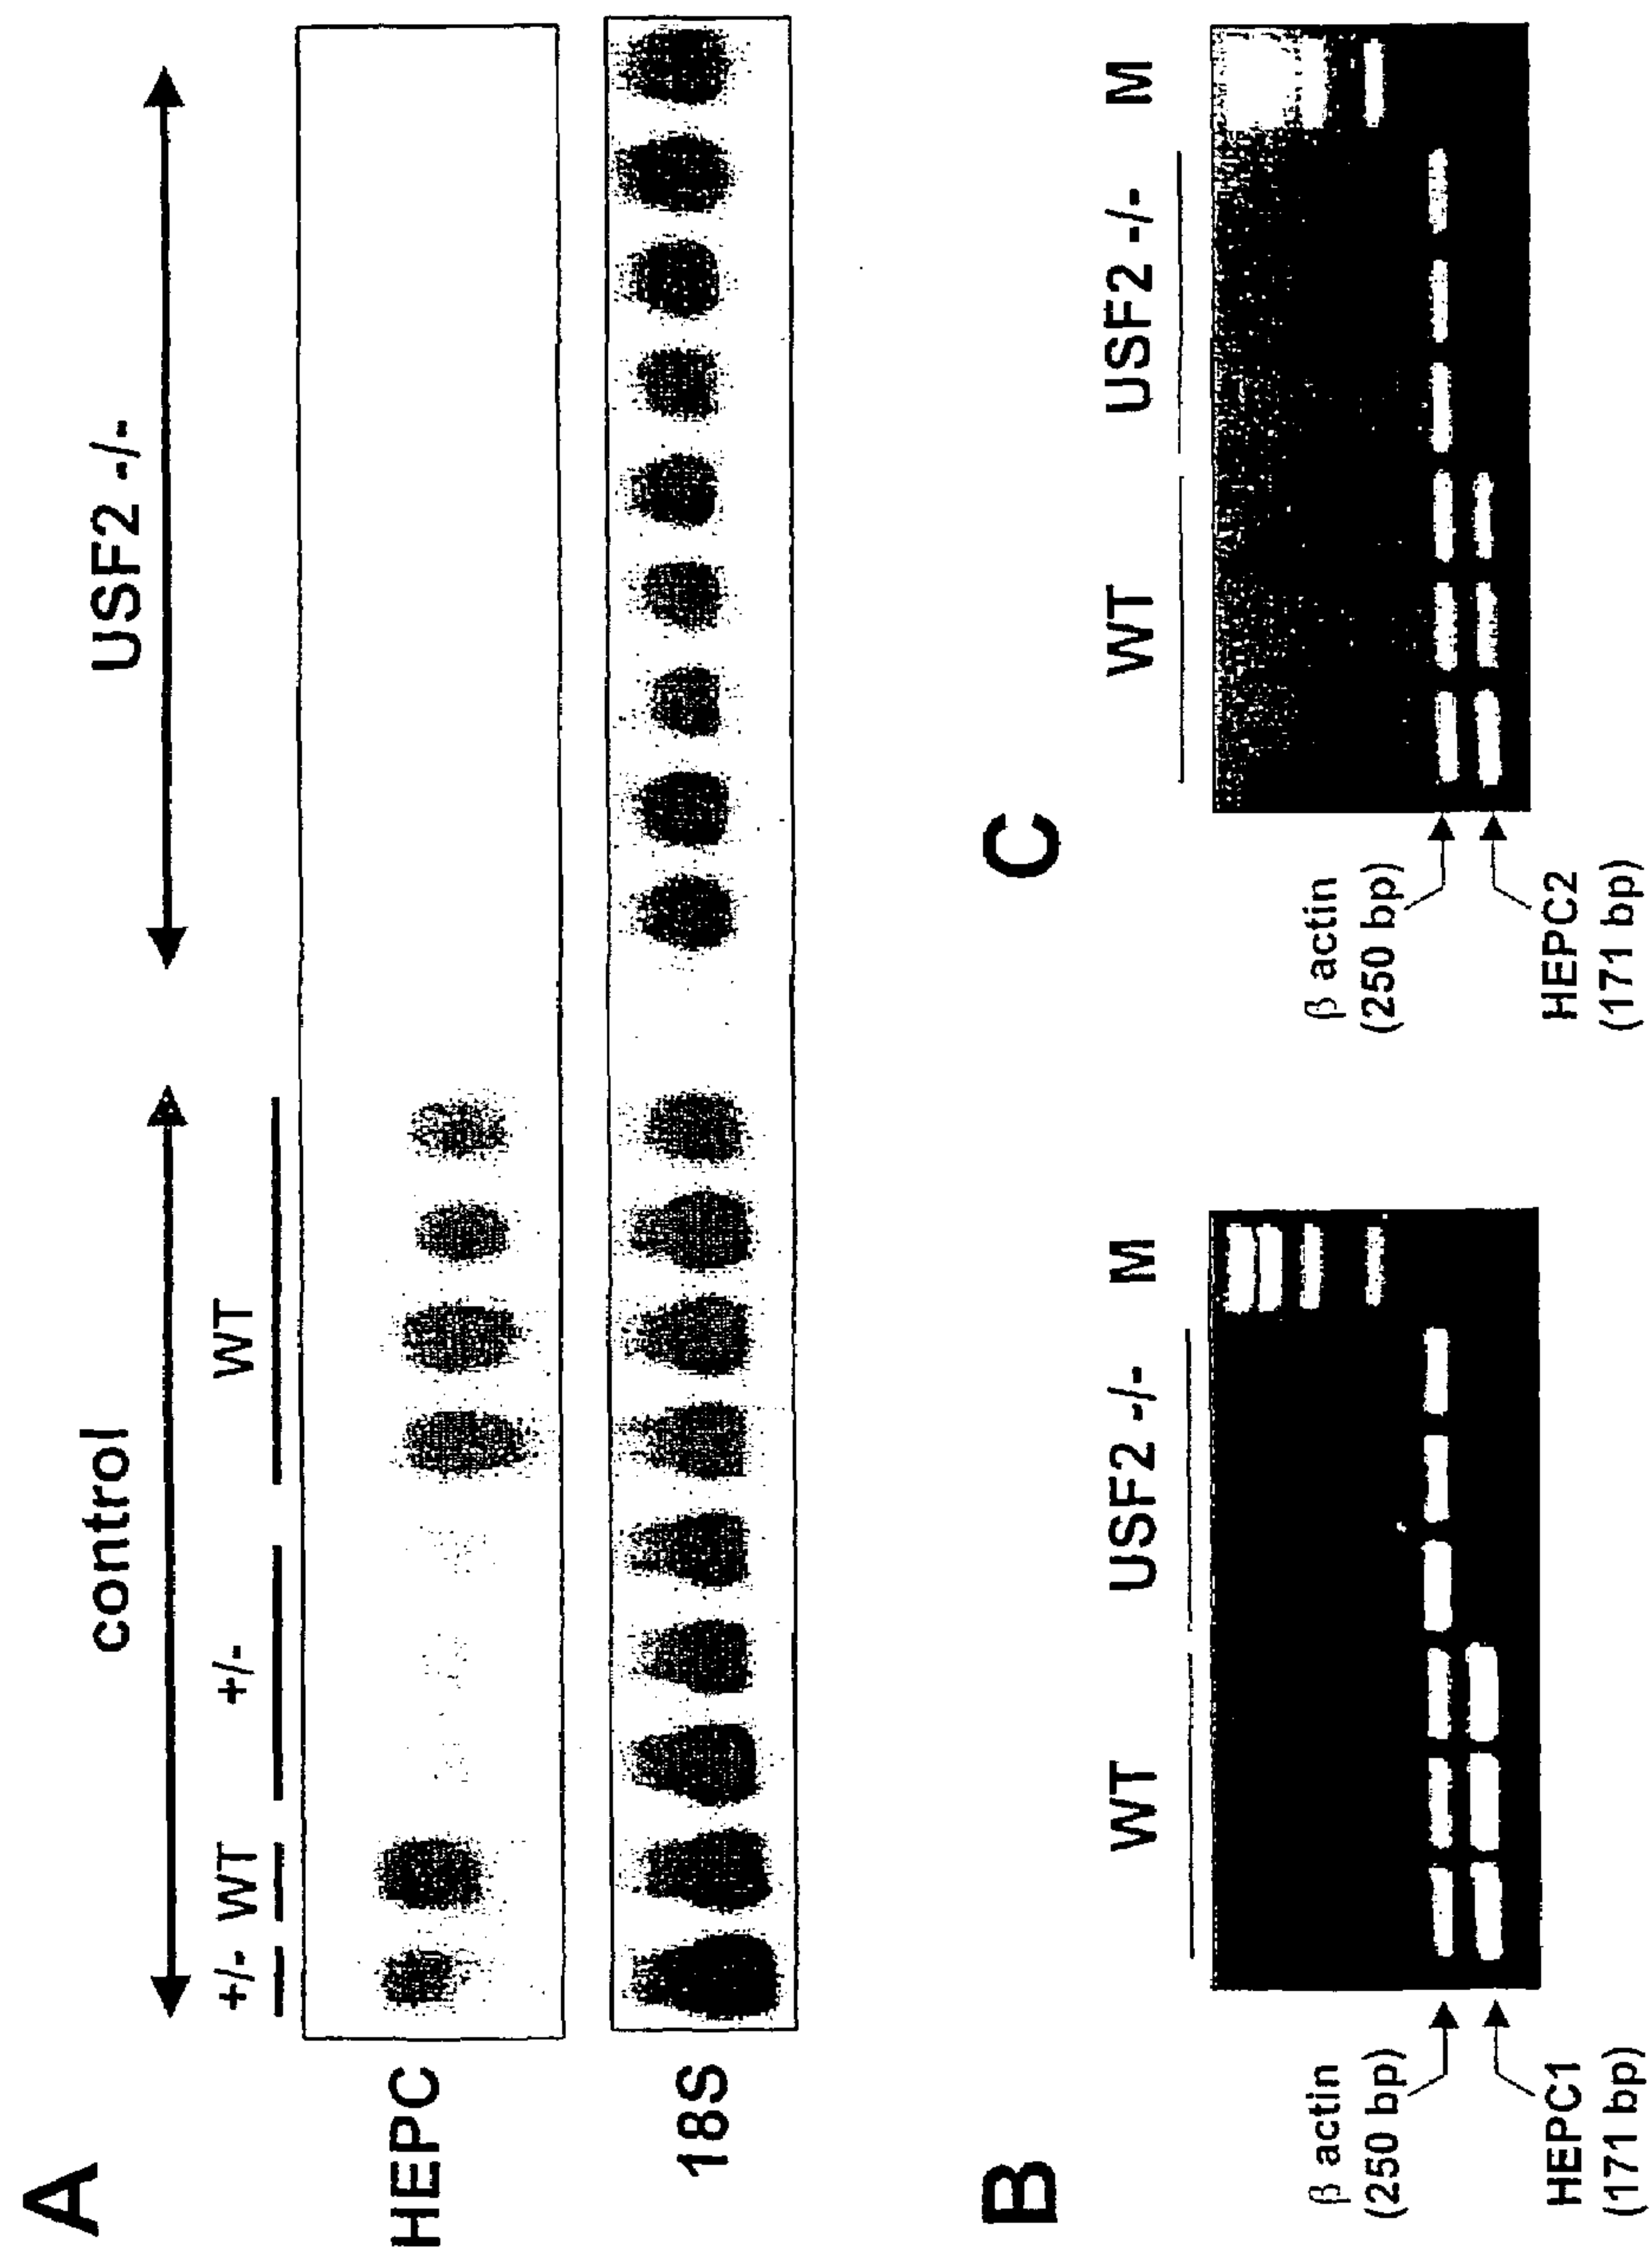 A
control
USF2 -/-
+/- WT
+/-
WT
HEPC
18S
B
WT
USF2 -/-
M
β actin
(250 bp)
HEPC1
(171 bp)
C
WT
USF2 -/-
M
β actin
(250 bp)
HEPC2
(171 bp)